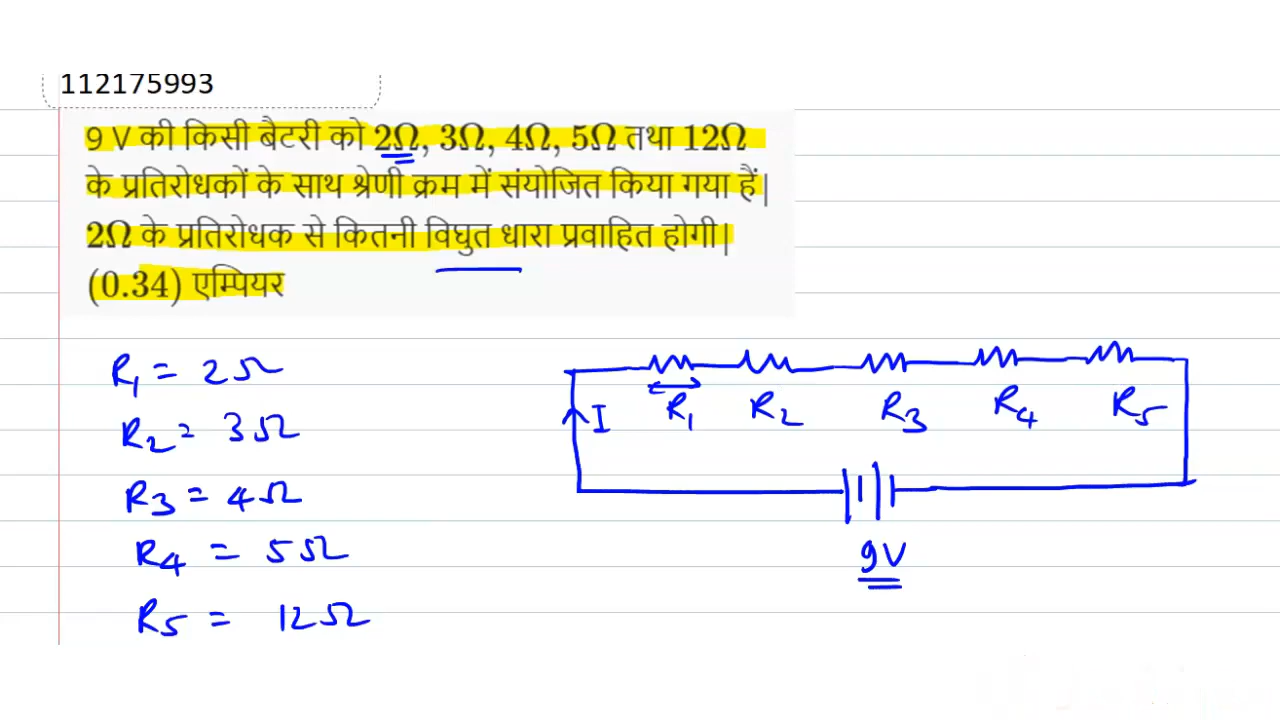 112175993
9 V की किसी बैटरी को 2Ω, 3Ω, 4Ω, 5Ω तथा 12Ω
के प्रतिरोधकों के साथ श्रेणी क्रम में संयोजित किया गया हैं|
2Ω के प्रतिरोधक से कितनी विघुत धारा प्रवाहित होगी|
(0.34) एम्पियर
R1 = 2Ω
R2 = 3Ω
R3 = 4Ω
R4 = 5Ω
R5 = 12Ω
I R1 R2 R3 R4 R5
9V